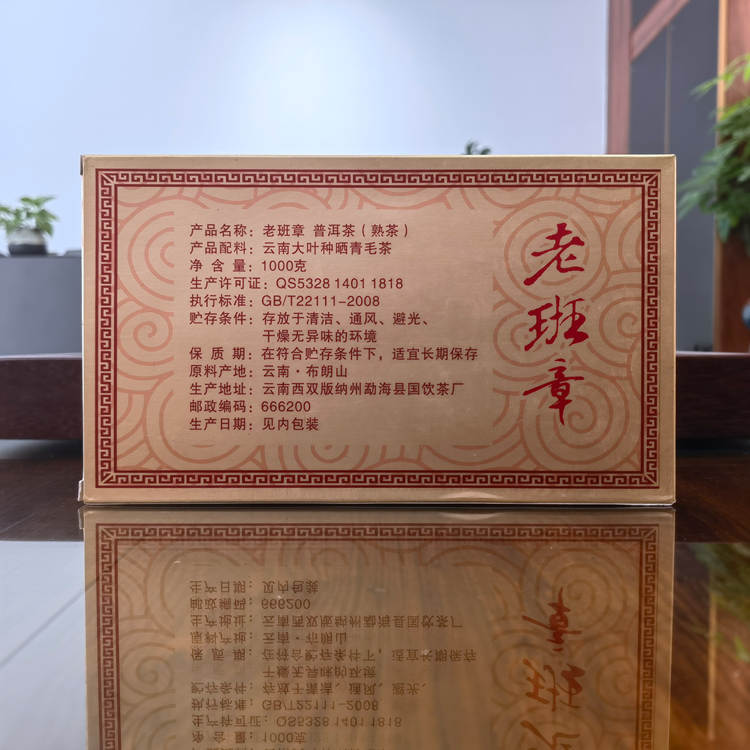 产品名称：老班章 普洱茶（熟茶）
产品配料：云南大叶种晒青毛茶
净 含 量：1000克
生产许可证：QS5328 1401 1818
执行标准：GB/T22111-2008
贮存条件：存放于清洁、通风、避光、
干燥无异味的环境
保 质 期：在符合贮存条件下，适宜长期保存
原料产地：云南·布朗山
生产地址：云南西双版纳州勐海县国饮茶厂
邮政编码：666200
生产日期：见内包装
老班章